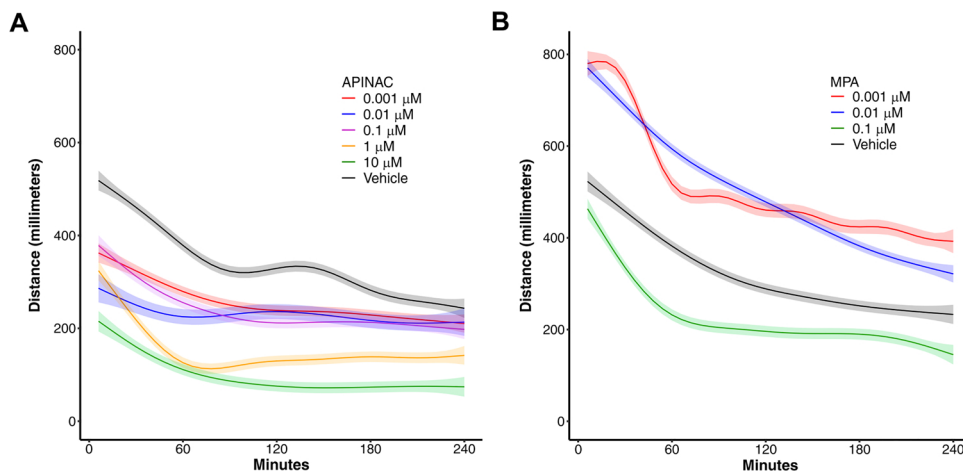 A
800
600
400
200
0
Distance (millimeters)
APINAC
0.001 μM
0.01 μM
0.1 μM
1 μM
10 μM
Vehicle
0
60
120
180
240
Minutes
B
800
600
400
200
0
Distance (millimeters)
MPA
0.001 μM
0.01 μM
0.1 μM
Vehicle
0
60
120
180
240
Minutes